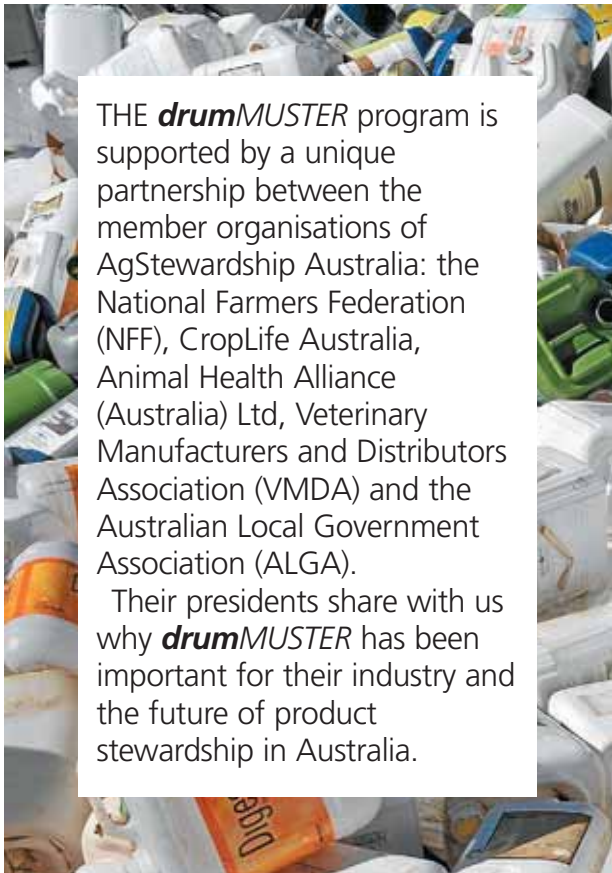 THE drumMUSTER program is
supported by a unique
partnership between the
member organisations of
AgStewardship Australia: the
National Farmers Federation
(NFF), CropLife Australia,
Animal Health Alliance
(Australia) Ltd, Veterinary
Manufacturers and Distributors
Association (VMDA) and the
Australian Local Government
Association (ALGA).
Their presidents share with us
why drumMUSTER has been
important for their industry and
the future of product
stewardship in Australia.